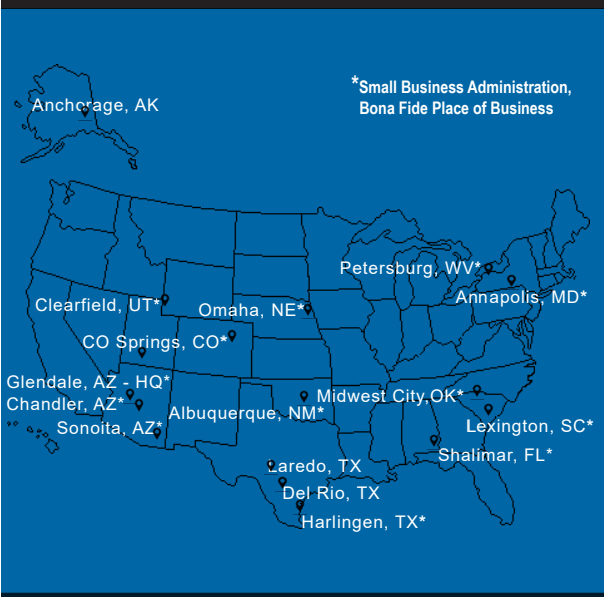 Anchorage, AK
*Small Business Administration,
Bona Fide Place of Business
Petersburg, WV*
Annapolis, MD*
Clearfield, UT*
Omaha, NE*
CO Springs, CO*
Glendale, AZ - HQ*
Chandler, AZ*
Albuquerque, NM*
Midwest City,OK*
Sonoita, AZ*
Lexington, SC*
Shalimar, FL*
Laredo, TX
Del Rio, TX
Harlingen, TX*